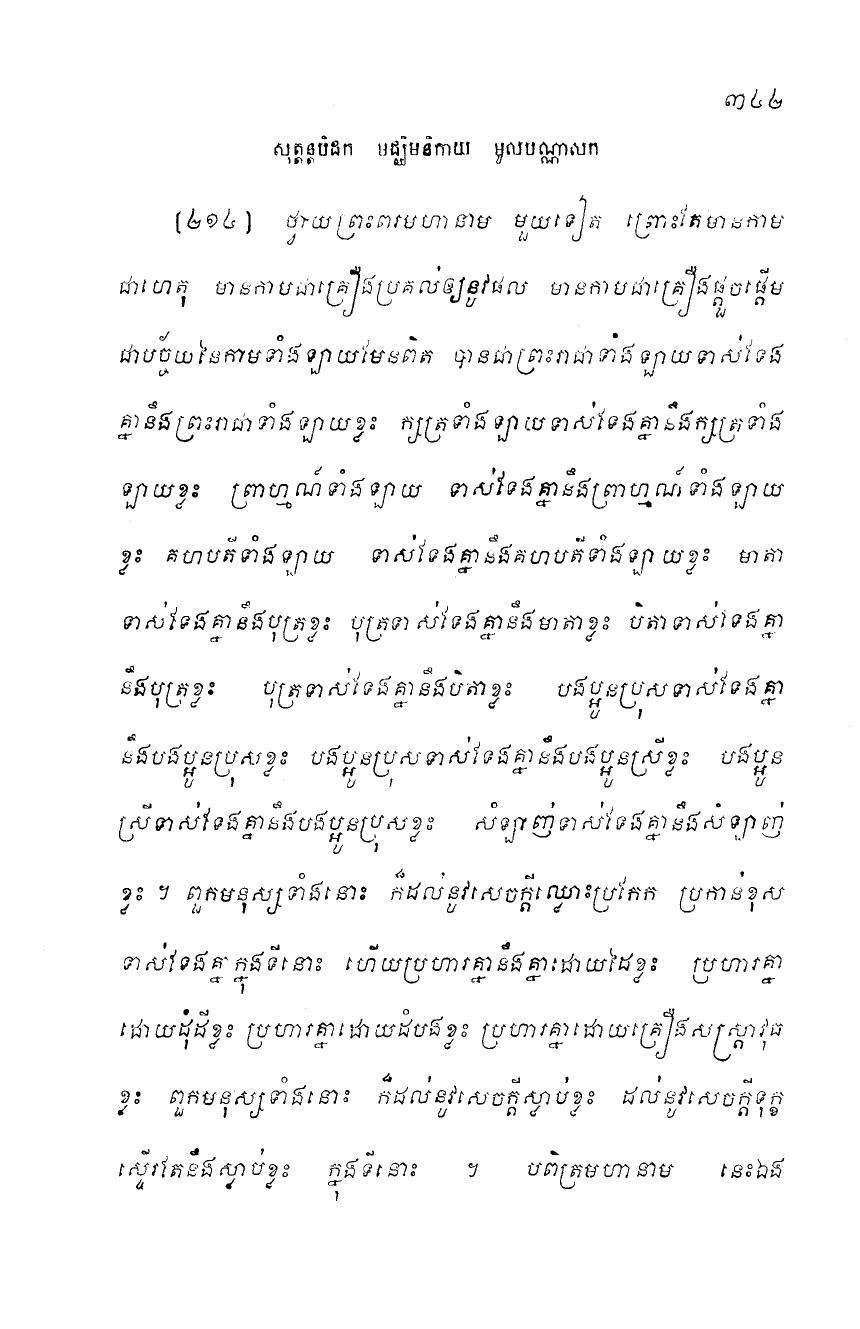 ៣៤២
សុត្តន្តបិដក មជ្ឈិមនិកាយ មូលបណ្ណាសក
[២១៤] ថ្វាយព្រះពរមហានាម មួយទៀត ព្រោះតែមានកាម
ជាហេតុ មានកាមជាគ្រឿងប្រគល់ឲ្យនូវផល មានកាមជាគ្រឿងផ្តួចផ្តើម
ជាបច្ច័យនៃកាមទាំងឡាយមែនពិត បានជាព្រះរាជាទាំងឡាយទាស់ទែង
គ្នានឹងព្រះរាជាទាំងឡាយខ្លះ ក្សត្រទាំងឡាយទាស់ទែងគ្នានឹងក្សត្រទាំង
ឡាយខ្លះ ព្រាហ្មណ៍ទាំងឡាយ ទាស់ទែងគ្នានឹងព្រាហ្មណ៍ទាំងឡាយ
ខ្លះ គហបតីទាំងឡាយ ទាស់ទែងគ្នានឹងគហបតីទាំងឡាយខ្លះ មាតា
ទាស់ទែងគ្នានឹងបុត្រខ្លះ បុត្រទាស់ទែងគ្នានឹងមាតាខ្លះ បិតាទាស់ទែងគ្នា
នឹងបុត្រខ្លះ បុត្រទាស់ទែងគ្នានឹងបិតាខ្លះ បងប្អូនប្រុសទាស់ទែងគ្នា
នឹងបងប្អូនប្រុសខ្លះ បងប្អូនប្រុសទាស់ទែងគ្នានឹងបងប្អូនស្រីខ្លះ បងប្អូន
ស្រីទាស់ទែងគ្នានឹងបងប្អូនប្រុសខ្លះ សំឡាញ់ទាស់ទែងគ្នានឹងសំឡាញ់
ខ្លះ ។ ពួកមនុស្សទាំងនោះ ក៏ដល់នូវសេចក្តីឈ្លោះប្រកែក ប្រកាន់ខុស
ទាស់ទែងគ្នាក្នុងទីនោះ ហើយប្រហារគ្នានឹងគ្នាដោយដៃខ្លះ ប្រហារគ្នា
ដោយដុំដីខ្លះ ប្រហារគ្នាដោយដំបងខ្លះ ប្រហារគ្នាដោយគ្រឿងសស្ត្រាវុធ
ខ្លះ ពួកមនុស្សទាំងនោះ ក៏ដល់នូវសេចក្តីស្លាប់ខ្លះ ដល់នូវសេចក្តីទុក្ខ
ស្ទើរតែនឹងស្លាប់ខ្លះ ក្នុងទីនោះ ។ បពិត្រមហានាម នេះឯង